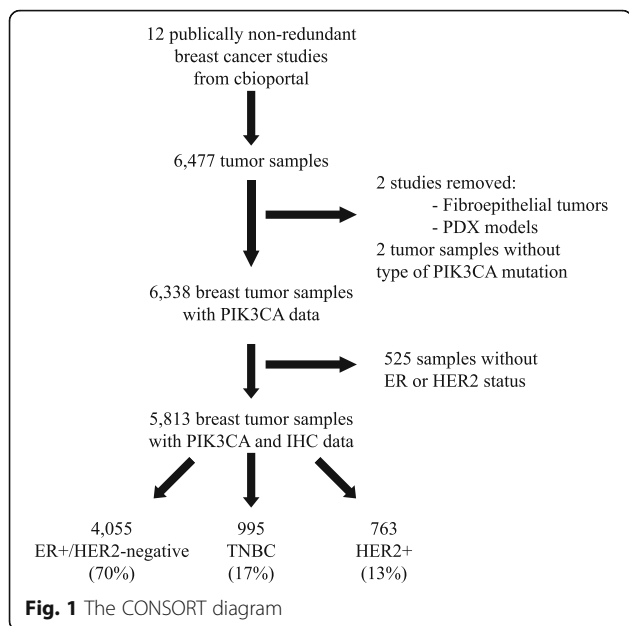 12 publically non-redundant
breast cancer studies
from cbioportal
6,477 tumor samples
2 studies removed:
- Fibroepithelial tumors
- PDX models
2 tumor samples without
type of PIK3CA mutation
6,338 breast tumor samples
with PIK3CA data
525 samples without
ER or HER2 status
5,813 breast tumor samples
with PIK3CA and IHC data
4,055
ER+/HER2-negative
(70%)
995
TNBC
(17%)
763
HER2+
(13%)
Fig. 1 The CONSORT diagram